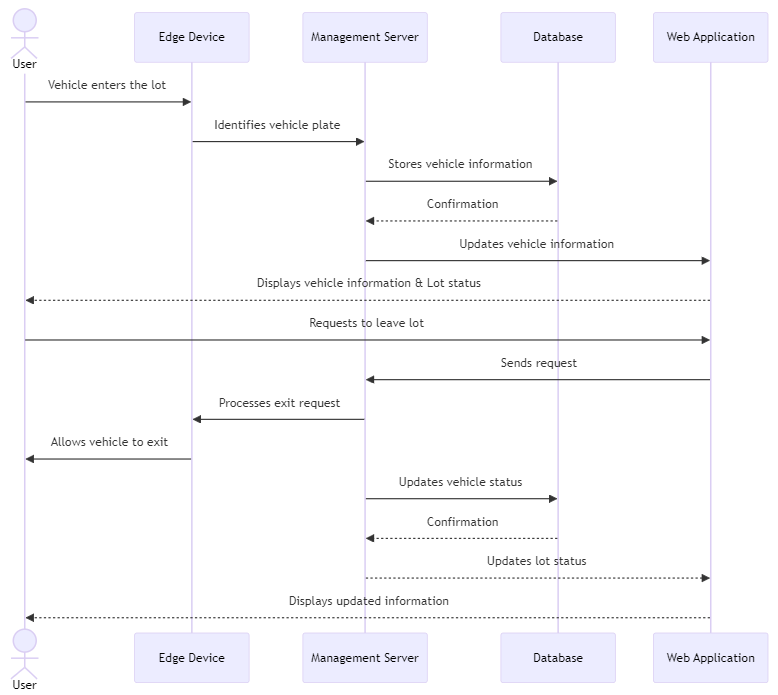 User
Edge Device
Management Server
Database
Web Application
Vehicle enters the lot
Identifies vehicle plate
Stores vehicle information
Confirmation
Updates vehicle information
Displays vehicle information & Lot status
Requests to leave lot
Sends request
Processes exit request
Allows vehicle to exit
Updates vehicle status
Confirmation
Updates lot status
Displays updated information
User
Edge Device
Management Server
Database
Web Application